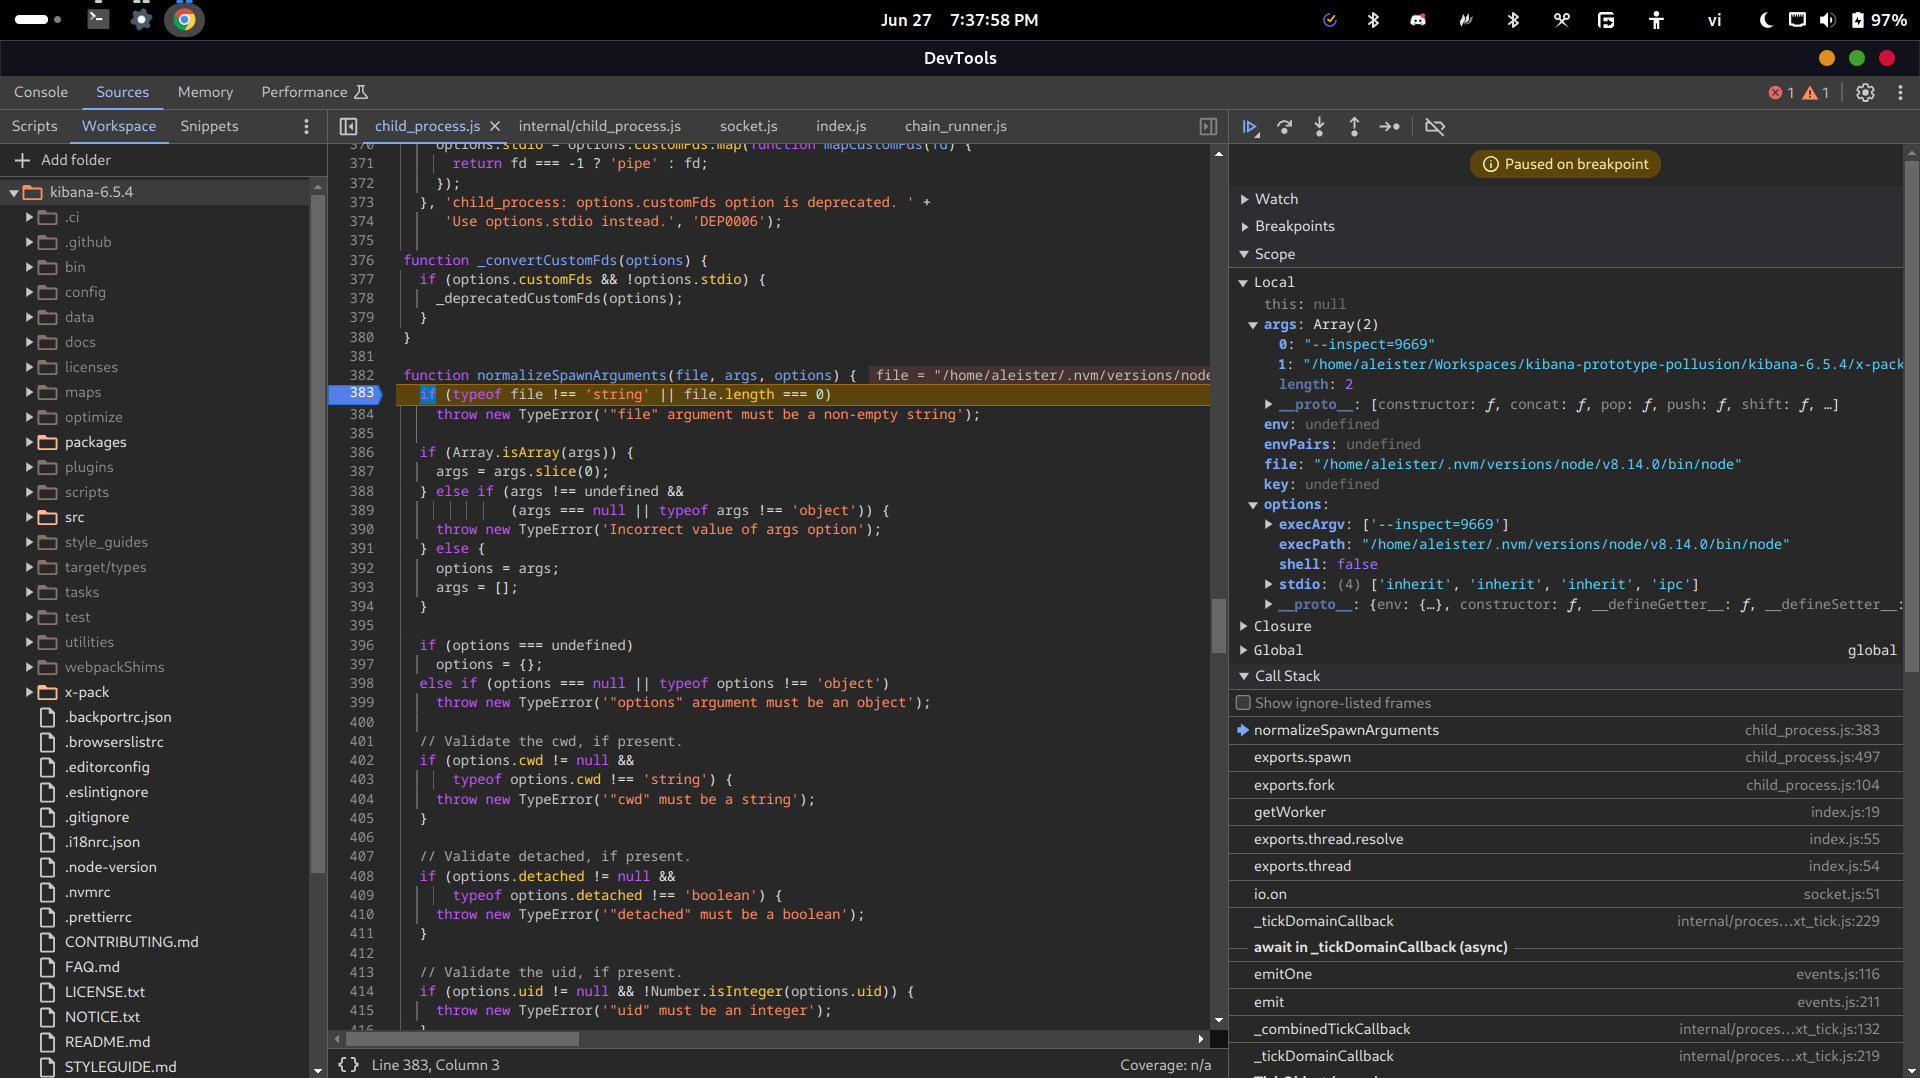 Jun 27 7:37:58 PM
vi
97%
DevTools
Console Sources Memory Performance
1 1
Scripts Workspace Snippets
child_process.js internal/child_process.js socket.js index.js chain_runner.js
Add folder
kibana-6.5.4
.ci
.github
bin
config
data
docs
licenses
maps
optimize
packages
plugins
scripts
src
style_guides
target/types
tasks
test
utilities
webpackShims
x-pack
.backportrc.json
.browserslistrc
.editorconfig
.eslintignore
.gitignore
.i18nrc.json
.node-version
.nvmrc
.prettierrc
CONTRIBUTING.md
FAQ.md
LICENSE.txt
NOTICE.txt
README.md
STYLEGUIDE.md
370 options.stdio = options.customFds.map(function mapCustomFds(fd) {
371 return fd === -1 ? 'pipe' : fd;
372 });
373 }, 'child_process: options.customFds option is deprecated. ' +
374 'Use options.stdio instead.', 'DEP0006');
375
376 function _convertCustomFds(options) {
377 if (options.customFds && !options.stdio) {
378 _deprecatedCustomFds(options);
379 }
380 }
381
382 function normalizeSpawnArguments(file, args, options) { file = "/home/aleister/.nvm/versions/node
383 if (typeof file !== 'string' || file.length === 0)
384 throw new TypeError('"file" argument must be a non-empty string');
385
386 if (Array.isArray(args)) {
387 args = args.slice(0);
388 } else if (args !== undefined &&
389 (args === null || typeof args !== 'object')) {
390 throw new TypeError('Incorrect value of args option');
391 } else {
392 options = args;
393 args = [];
394 }
395
396 if (options === undefined)
397 options = {};
398 else if (options === null || typeof options !== 'object')
399 throw new TypeError('"options" argument must be an object');
400
401 // Validate the cwd, if present.
402 if (options.cwd != null &&
403 typeof options.cwd !== 'string') {
404 throw new TypeError('"cwd" must be a string');
405 }
406
407 // Validate detached, if present.
408 if (options.detached != null &&
409 typeof options.detached !== 'boolean') {
410 throw new TypeError('"detached" must be a boolean');
411 }
412
413 // Validate the uid, if present.
414 if (options.uid != null && !Number.isInteger(options.uid)) {
415 throw new TypeError('"uid" must be an integer');
416 }
{} Line 383, Column 3 Coverage: n/a
Paused on breakpoint
Watch
Breakpoints
Scope
Local
this: null
args: Array(2)
0: "--inspect=9669"
1: "/home/aleister/Workspaces/kibana-prototype-pollusion/kibana-6.5.4/x-pack
length: 2
__proto__: [constructor: ƒ, concat: ƒ, pop: ƒ, push: ƒ, shift: ƒ, …]
env: undefined
envPairs: undefined
file: "/home/aleister/.nvm/versions/node/v8.14.0/bin/node"
key: undefined
options:
execArgv: ['--inspect=9669']
execPath: "/home/aleister/.nvm/versions/node/v8.14.0/bin/node"
shell: false
stdio: (4) ['inherit', 'inherit', 'inherit', 'ipc']
__proto__: {env: {…}, constructor: ƒ, __defineGetter__: ƒ, __defineSetter__:
Closure
Global global
Call Stack
Show ignore-listed frames
normalizeSpawnArguments child_process.js:383
exports.spawn child_process.js:497
exports.fork child_process.js:104
getWorker index.js:19
exports.thread.resolve index.js:55
exports.thread index.js:54
io.on socket.js:51
_tickDomainCallback internal/proces…xt_tick.js:229
await in _tickDomainCallback (async)
emitOne events.js:116
emit events.js:211
_combinedTickCallback internal/proces…xt_tick.js:132
_tickDomainCallback internal/proces…xt_tick.js:219